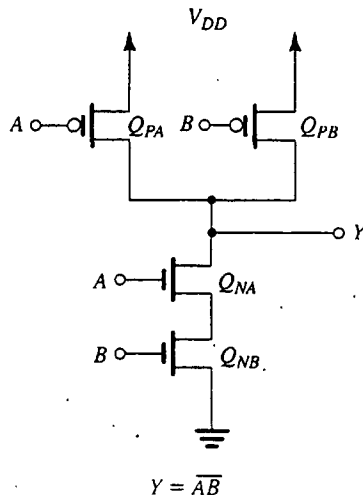 V_DD
A Q_PA B Q_PB
Y
A Q_NA
B Q_NB
Y = \overline{AB}